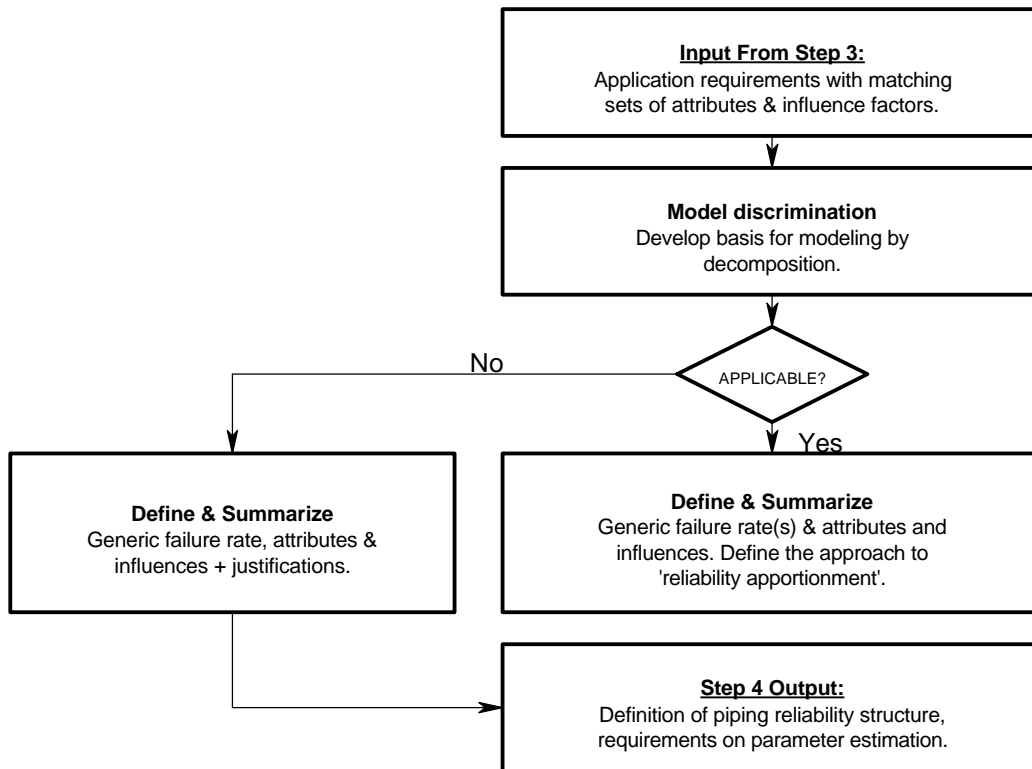 Input From Step 3:
Application requirements with matching
sets of attributes & influence factors.
Model discrimination
Develop basis for modeling by
decomposition.
APPLICABLE?
No
Yes
Define & Summarize
Generic failure rate, attributes &
influences + justifications.
Define & Summarize
Generic failure rate(s) & attributes and
influences. Define the approach to
'reliability apportionment'.
Step 4 Output:
Definition of piping reliability structure,
requirements on parameter estimation.